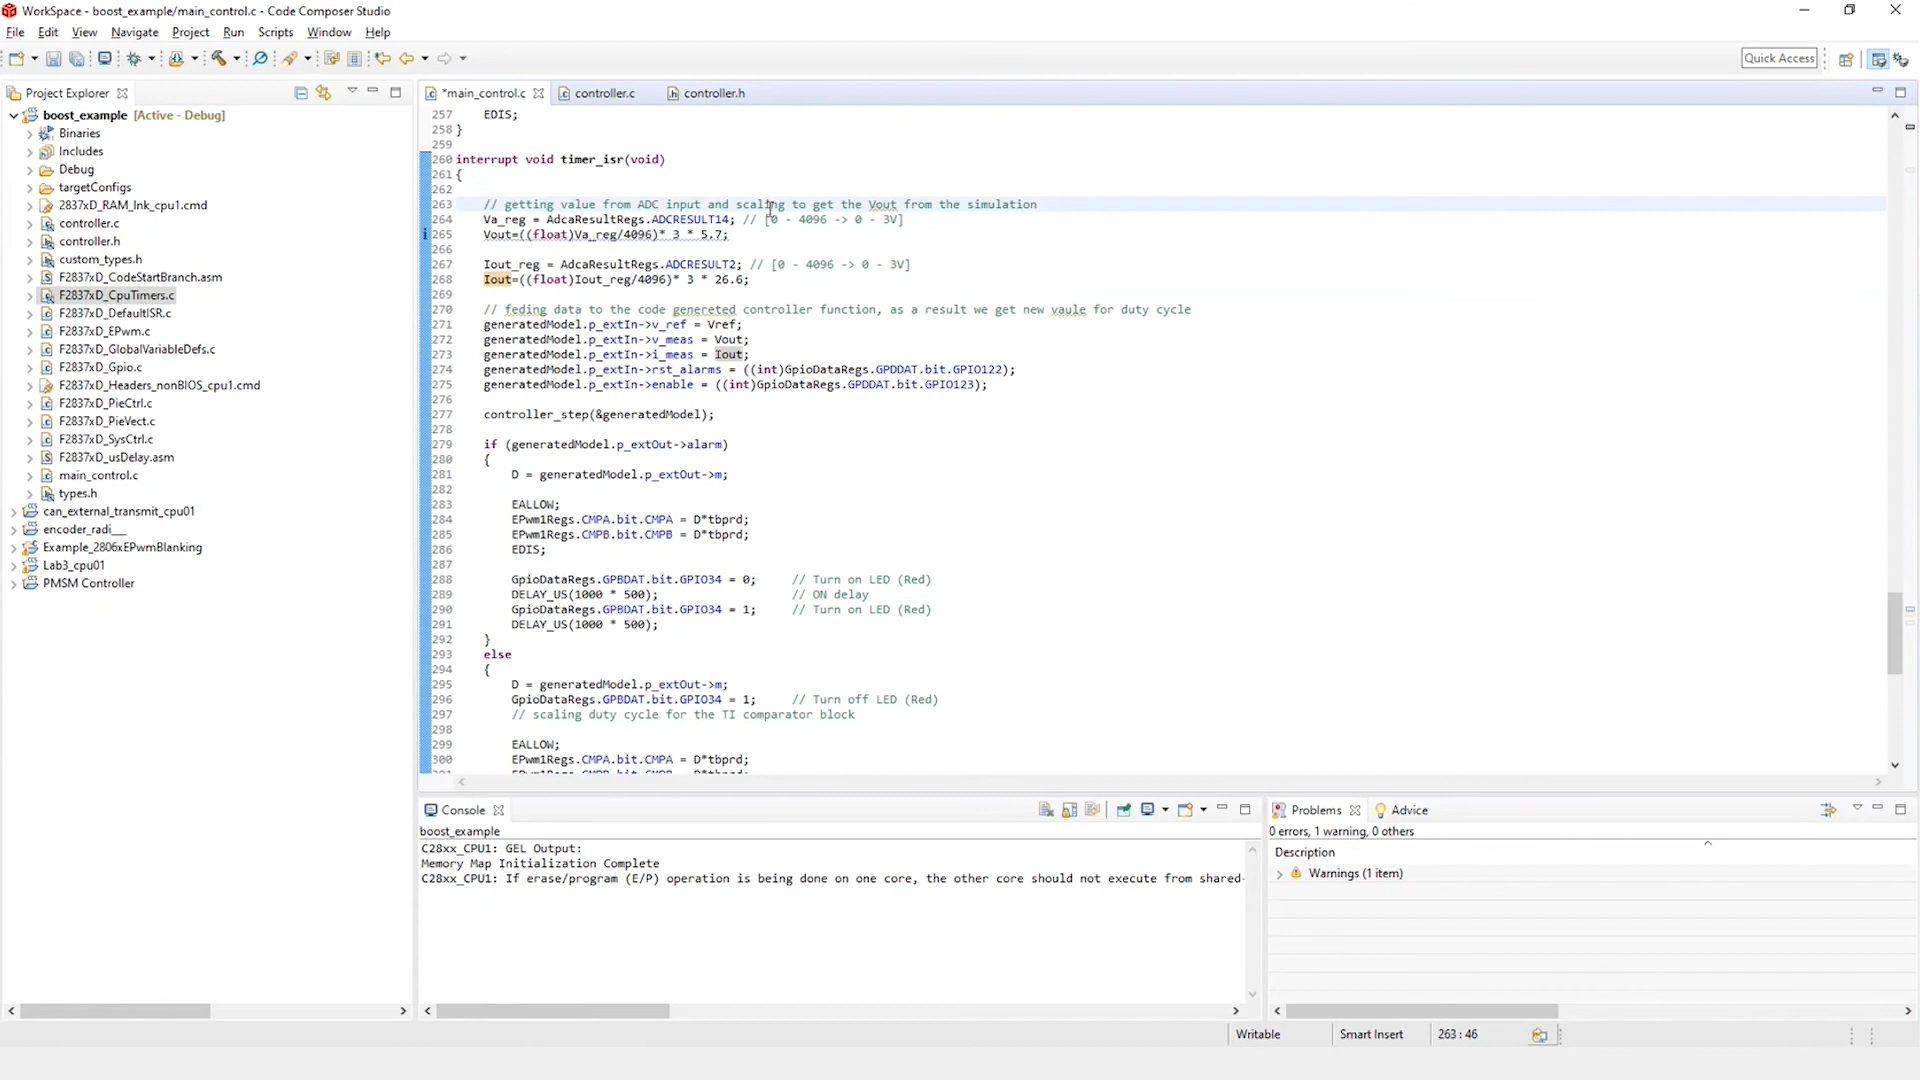 WorkSpace - boost_example/main_control.c - Code Composer Studio
File Edit View Navigate Project Run Scripts Window Help
Quick Access
Project Explorer
boost_example [Active - Debug]
Binaries
Includes
Debug
targetConfigs
2837xD_RAM_lnk_cpu1.cmd
controller.c
controller.h
custom_types.h
F2837xD_CodeStartBranch.asm
F2837xD_CpuTimers.c
F2837xD_DefaultISR.c
F2837xD_EPwm.c
F2837xD_GlobalVariableDefs.c
F2837xD_Gpio.c
F2837xD_Headers_nonBIOS_cpu1.cmd
F2837xD_PieCtrl.c
F2837xD_PieVect.c
F2837xD_SysCtrl.c
F2837xD_usDelay.asm
main_control.c
types.h
can_external_transmit_cpu01
encoder_radi__
Example_2806xEPwmBlanking
Lab3_cpu01
PMSM Controller
*main_control.c controller.c controller.h
257 EDIS;
258 }
259
260 interrupt void timer_isr(void)
261 {
262
263 // getting value from ADC input and scaling to get the Vout from the simulation
264 Va_reg = AdcaResultRegs.ADCRESULT14; // [0 - 4096 -> 0 - 3V]
265 Vout=((float)Va_reg/4096)* 3 * 5.7;
266
267 Iout_reg = AdcaResultRegs.ADCRESULT2; // [0 - 4096 -> 0 - 3V]
268 Iout=((float)Iout_reg/4096)* 3 * 26.6;
269
270 // feding data to the code genereted controller function, as a result we get new vaule for duty cycle
271 generatedModel.p_extIn->v_ref = Vref;
272 generatedModel.p_extIn->v_meas = Vout;
273 generatedModel.p_extIn->i_meas = Iout;
274 generatedModel.p_extIn->rst_alarms = ((int)GpioDataRegs.GPDDAT.bit.GPIO122);
275 generatedModel.p_extIn->enable = ((int)GpioDataRegs.GPDDAT.bit.GPIO123);
276
277 controller_step(&generatedModel);
278
279 if (generatedModel.p_extOut->alarm)
280 {
281 D = generatedModel.p_extOut->m;
282
283 EALLOW;
284 EPwm1Regs.CMPA.bit.CMPA = D*tbprd;
285 EPwm1Regs.CMPB.bit.CMPB = D*tbprd;
286 EDIS;
287
288 GpioDataRegs.GPBDAT.bit.GPIO34 = 0; // Turn on LED (Red)
289 DELAY_US(1000 * 500); // ON delay
290 GpioDataRegs.GPBDAT.bit.GPIO34 = 1; // Turn on LED (Red)
291 DELAY_US(1000 * 500);
292 }
293 else
294 {
295 D = generatedModel.p_extOut->m;
296 GpioDataRegs.GPBDAT.bit.GPIO34 = 1; // Turn off LED (Red)
297 // scaling duty cycle for the TI comparator block
298
299 EALLOW;
300 EPwm1Regs.CMPA.bit.CMPA = D*tbprd;
Console
boost_example
C28xx_CPU1: GEL Output:
Memory Map Initialization Complete
C28xx_CPU1: If erase/program (E/P) operation is being done on one core, the other core should not execute from shared-
Problems Advice
0 errors, 1 warning, 0 others
Description
Warnings (1 item)
Writable Smart Insert 263 : 46